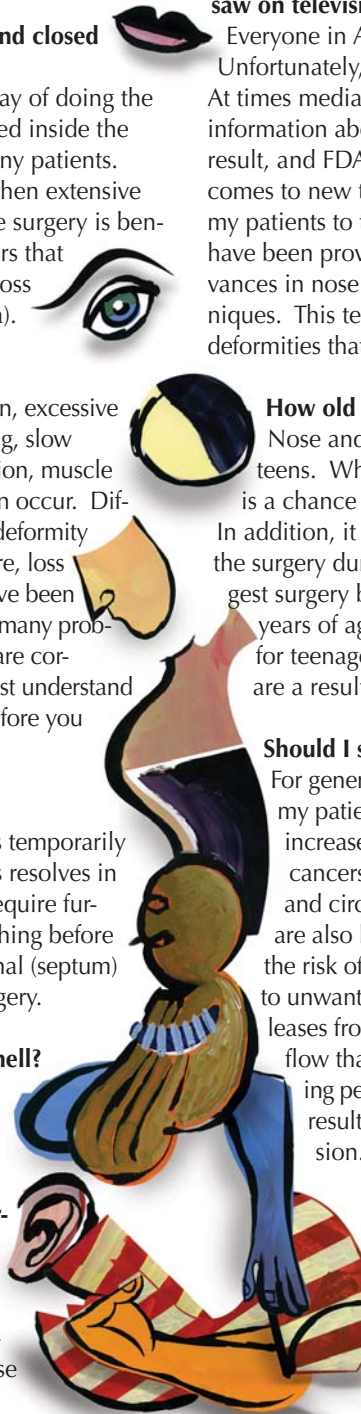 nd closed
ay of doing the
ed inside the
ny patients.
hen extensive
e surgery is ben-
rs that
oss
a).
n, excessive
g, slow
ion, muscle
n occur. Dif-
deformity
re, loss
ve been
many prob-
are cor-
st understand
fore you
s temporarily
s resolves in
equire fur-
hing before
nal (septum)
gery.
ell?
-
se
saw on televisi
Everyone in A
Unfortunately,
At times media
information abo
result, and FDA
comes to new t
my patients to t
have been prov
vances in nose
niques. This te
deformities that
How old
Nose and
teens. Wh
is a chance
In addition, it
the surgery du
gest surgery b
years of ag
for teenage
are a result
Should I s
For gener
my patie
increase
cancers
and circ
are also
the risk of
to unwant
leases fro
flow tha
ing pe
result
sion.